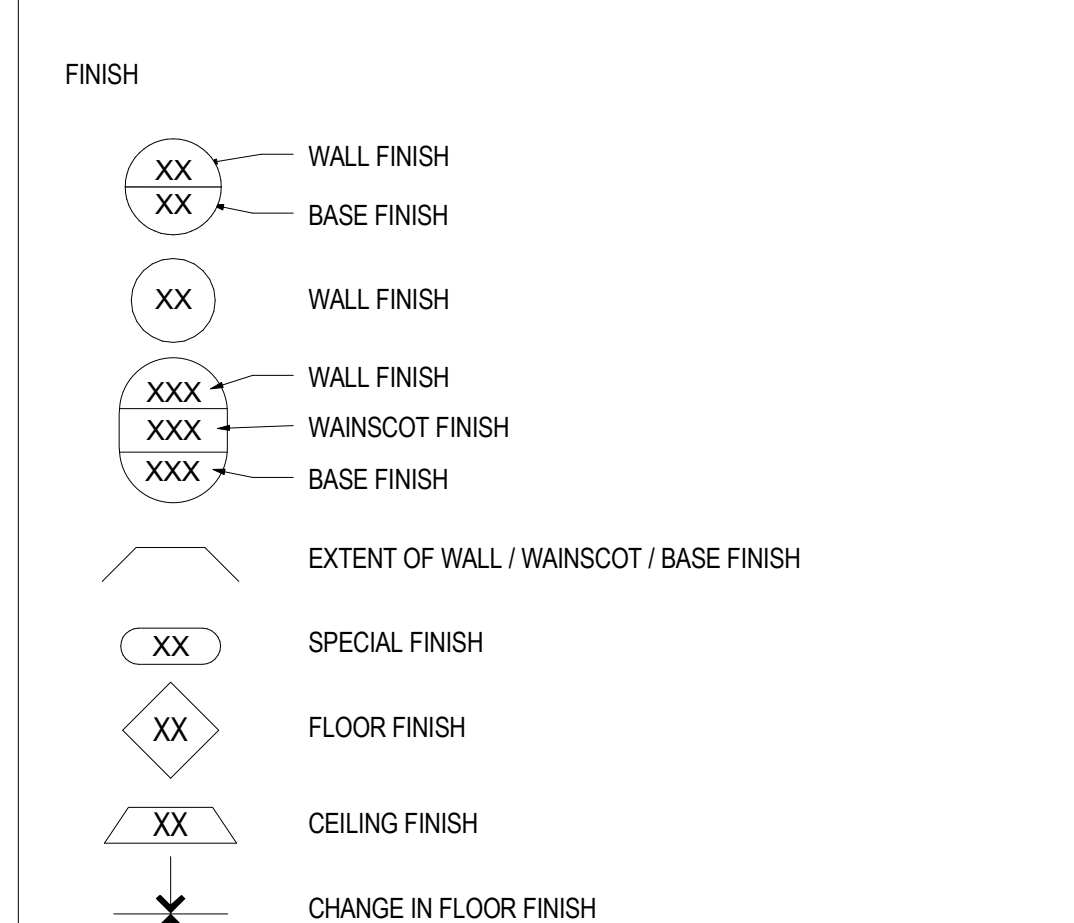 FINISH
XX WALL FINISH
XX BASE FINISH
XX WALL FINISH
XXX WALL FINISH
XXX WAINSCOT FINISH
XXX BASE FINISH
EXTENT OF WALL / WAINSCOT / BASE FINISH
XX SPECIAL FINISH
XX FLOOR FINISH
XX CEILING FINISH
CHANGE IN FLOOR FINISH